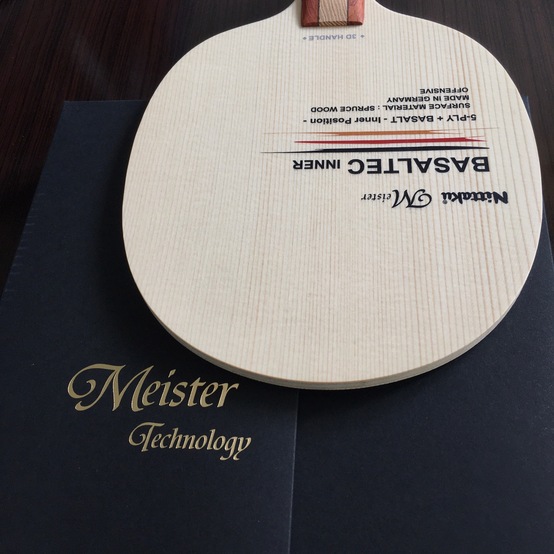 Nittaku® Meister
BASALTEC INNER
5-PLY + BASALT - Inner Position -
SURFACE MATERIAL : SPRUCE WOOD
MADE IN GERMANY
OFFENSIVE
• 3D HANDLE •
Meister
Technology